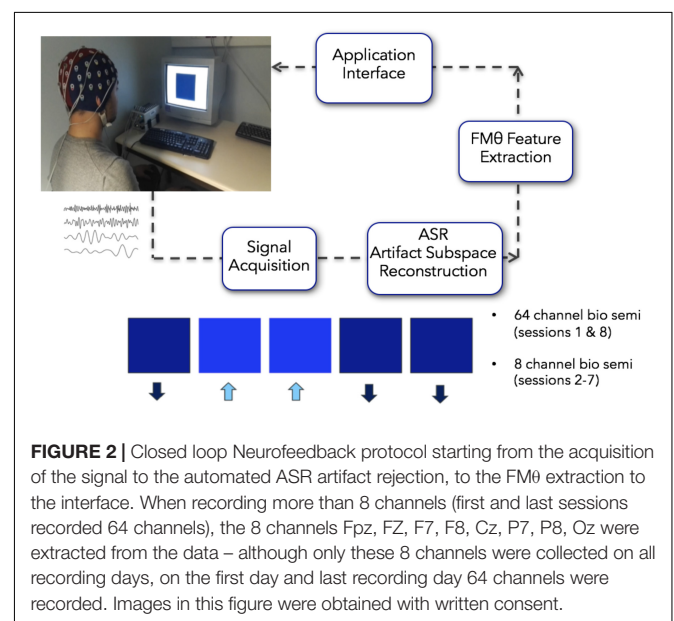 Application
Interface
FMθ Feature
Extraction
Signal
Acquisition
ASR
Artifact Subspace
Reconstruction
• 64 channel bio semi
(sessions 1 & 8)
• 8 channel bio semi
(sessions 2-7)
FIGURE 2 | Closed loop Neurofeedback protocol starting from the acquisition
of the signal to the automated ASR artifact rejection, to the FMθ extraction to
the interface. When recording more than 8 channels (first and last sessions
recorded 64 channels), the 8 channels Fpz, FZ, F7, F8, Cz, P7, P8, Oz were
extracted from the data – although only these 8 channels were collected on all
recording days, on the first day and last recording day 64 channels were
recorded. Images in this figure were obtained with written consent.